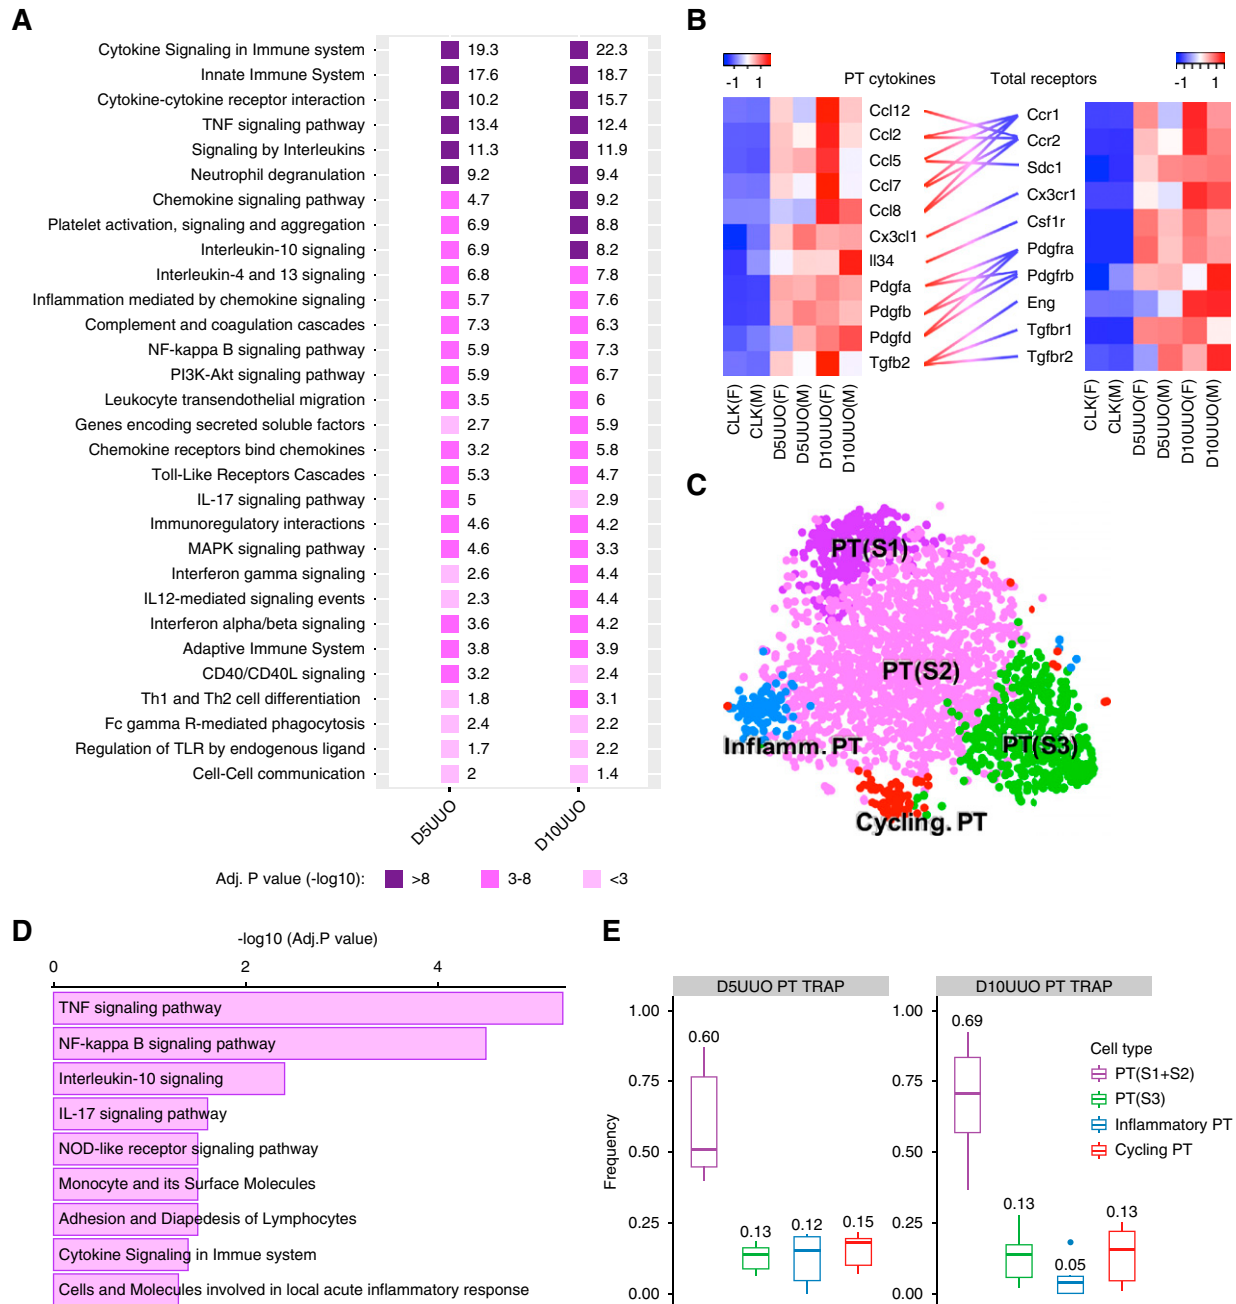 A
Cytokine Signaling in Immune system 19.3 22.3
Innate Immune System 17.6 18.7
Cytokine-cytokine receptor interaction 10.2 15.7
TNF signaling pathway 13.4 12.4
Signaling by Interleukins 11.3 11.9
Neutrophil degranulation 9.2 9.4
Chemokine signaling pathway 4.7 9.2
Platelet activation, signaling and aggregation 6.9 8.8
Interleukin-10 signaling 6.9 8.2
Interleukin-4 and 13 signaling 6.8 7.8
Inflammation mediated by chemokine signaling 5.7 7.6
Complement and coagulation cascades 7.3 6.3
NF-kappa B signaling pathway 5.9 7.3
PI3K-Akt signaling pathway 5.9 6.7
Leukocyte transendothelial migration 3.5 6
Genes encoding secreted soluble factors 2.7 5.9
Chemokine receptors bind chemokines 3.2 5.8
Toll-Like Receptors Cascades 5.3 4.7
IL-17 signaling pathway 5 2.9
Immunoregulatory interactions 4.6 4.2
MAPK signaling pathway 4.6 3.3
Interferon gamma signaling 2.6 4.4
IL12-mediated signaling events 2.3 4.4
Interferon alpha/beta signaling 3.6 4.2
Adaptive Immune System 3.8 3.9
CD40/CD40L signaling 3.2 2.4
Th1 and Th2 cell differentiation 1.8 3.1
Fc gamma R-mediated phagocytosis 2.4 2.2
Regulation of TLR by endogenous ligand 1.7 2.2
Cell-Cell communication 2 1.4
D5UUO D10UUO
Adj. P value (-log10): >8 3-8 <3
B
-1 1 PT cytokines Total receptors -1 1
Ccl12
Ccl2
Ccl5
Ccl7
Ccl8
Cx3cl1
Il34
Pdgfa
Pdgfb
Pdgfd
Tgfb2
Ccr1
Ccr2
Sdc1
Cx3cr1
Csf1r
Pdgfra
Pdgfrb
Eng
Tgfbr1
Tgfbr2
CLK(F) CLK(M) D5UUO(F) D5UUO(M) D10UUO(F) D10UUO(M)
CLK(F) CLK(M) D5UUO(F) D5UUO(M) D10UUO(F) D10UUO(M)
C
PT(S1)
PT(S2)
Inflamm. PT
PT(S3)
Cycling. PT
D
-log10 (Adj.P value)
0 2 4
TNF signaling pathway
NF-kappa B signaling pathway
Interleukin-10 signaling
IL-17 signaling pathway
NOD-like receptor signaling pathway
Monocyte and its Surface Molecules
Adhesion and Diapedesis of Lymphocytes
Cytokine Signaling in Immue system
Cells and Molecules involved in local acute inflammatory response
E
Frequency
D5UUO PT TRAP
1.00
0.75
0.50
0.25
0.00
0.60
0.13
0.12
0.15
D10UUO PT TRAP
1.00
0.75
0.50
0.25
0.00
0.69
0.13
0.05
0.13
Cell type
PT(S1+S2)
PT(S3)
Inflammatory PT
Cycling PT